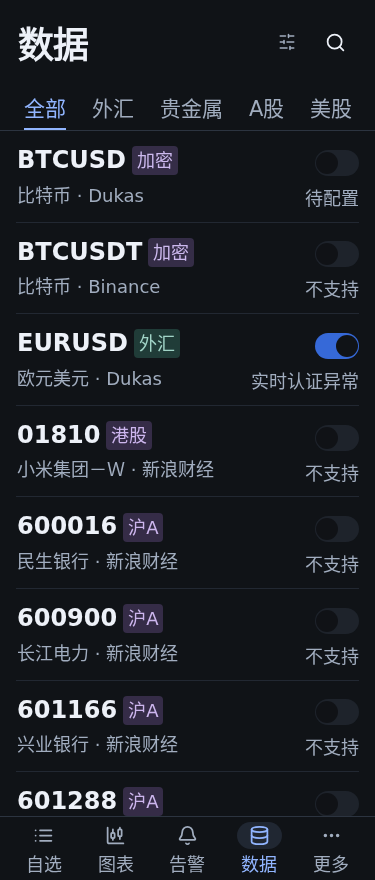 数据
全部 外汇 贵金属 A股 美股
BTCUSD 加密
比特币 · Dukas 待配置
BTCUSDT 加密
比特币 · Binance 不支持
EURUSD 外汇
欧元美元 · Dukas 实时认证异常
01810 港股
小米集团－W · 新浪财经 不支持
600016 沪A
民生银行 · 新浪财经 不支持
600900 沪A
长江电力 · 新浪财经 不支持
601166 沪A
兴业银行 · 新浪财经 不支持
601288 沪A
自选 图表 告警 数据 更多